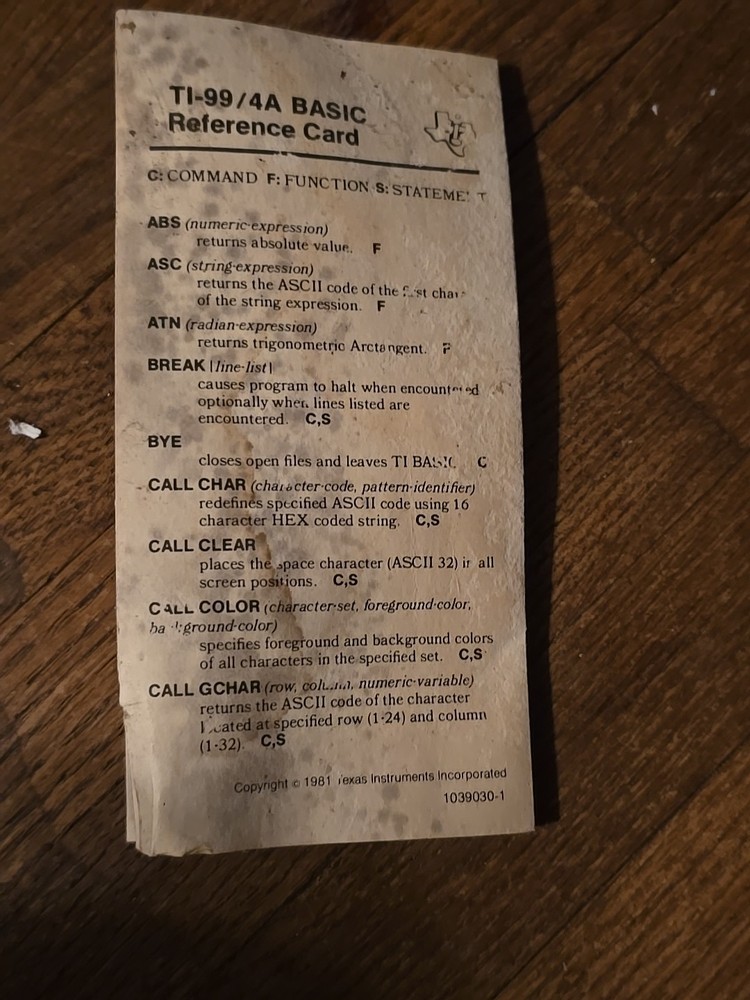 TI-99/4A BASIC
Reference Card
C: COMMAND F: FUNCTION S: STATEMENT
ABS (numeric-expression)
returns absolute value. F
ASC (string-expression)
returns the ASCII code of the first
of the string expression. F
ATN (radian-expression)
returns trigonometric Arctangent. F
BREAK [line-list]
causes program to halt when encountered
optionally when lines listed are
encountered. C,S
BYE
closes open files and leaves TI BASIC. C
CALL CHAR (character-code, pattern-identifier)
redefines specified ASCII code using 16
character HEX coded string. C,S
CALL CLEAR
places the space character (ASCII 32) in all
screen positions. C,S
CALL COLOR (character-set, foreground-color,
background-color)
specifies foreground and background colors
of all characters in the specified set. C,S
CALL GCHAR (row, column, numeric-variable)
returns the ASCII code of the character
located at specified row (1-24) and column
(1-32). C,S
Copyright © 1981 Texas Instruments Incorporated
1039030-1